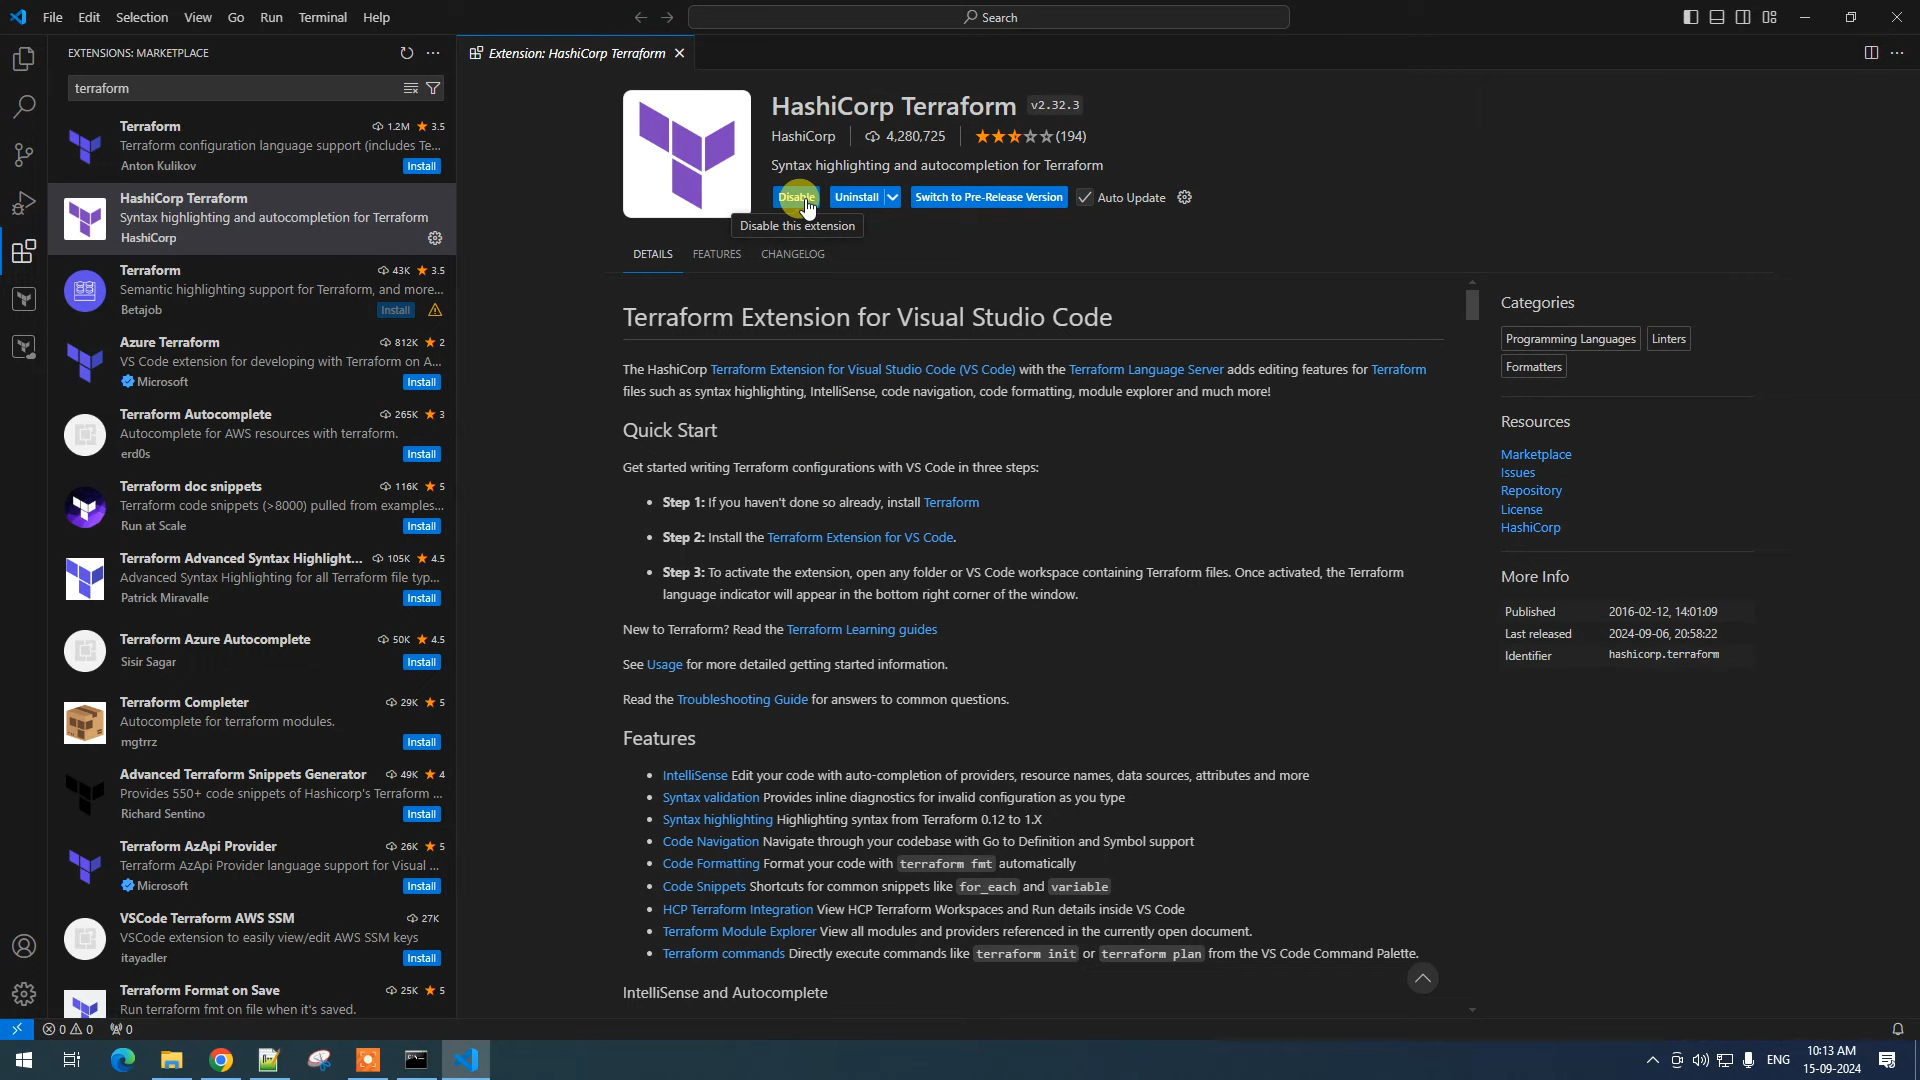 File Edit Selection View Go Run Terminal Help
Search
EXTENSIONS: MARKETPLACE
terraform
Terraform 1.2M 3.5
Terraform configuration language support (includes Te...
Anton Kulikov Install
HashiCorp Terraform
Syntax highlighting and autocompletion for Terraform
HashiCorp
Terraform 43K 3.5
Semantic highlighting support for Terraform, and more...
Betajob Install
Azure Terraform 812K 2
VS Code extension for developing with Terraform on A...
Microsoft Install
Terraform Autocomplete 265K 3
Autocomplete for AWS resources with terraform.
erd0s Install
Terraform doc snippets 116K 5
Terraform code snippets (>8000) pulled from examples...
Run at Scale Install
Terraform Advanced Syntax Highlight... 105K 4.5
Advanced Syntax Highlighting for all Terraform file typ...
Patrick Miravalle Install
Terraform Azure Autocomplete 50K 4.5
Sisir Sagar Install
Terraform Completer 29K 5
Autocomplete for terraform modules.
mgtrrz Install
Advanced Terraform Snippets Generator 49K 4
Provides 550+ code snippets of Hashicorp's Terraform ...
Richard Sentino Install
Terraform AzApi Provider 26K 5
Terraform AzApi Provider language support for Visual ...
Microsoft Install
VSCode Terraform AWS SSM 27K
VSCode extension to easily view/edit AWS SSM keys
itayadler Install
Terraform Format on Save 25K 5
Run terraform fmt on file when it's saved.
Extension: HashiCorp Terraform
HashiCorp Terraform v2.32.3
HashiCorp 4,280,725 (194)
Syntax highlighting and autocompletion for Terraform
Disable Uninstall Switch to Pre-Release Version Auto Update
Disable this extension
DETAILS FEATURES CHANGELOG
Terraform Extension for Visual Studio Code
The HashiCorp Terraform Extension for Visual Studio Code (VS Code) with the Terraform Language Server adds editing features for Terraform
files such as syntax highlighting, IntelliSense, code navigation, code formatting, module explorer and much more!
Quick Start
Get started writing Terraform configurations with VS Code in three steps:
• Step 1: If you haven't done so already, install Terraform
• Step 2: Install the Terraform Extension for VS Code.
• Step 3: To activate the extension, open any folder or VS Code workspace containing Terraform files. Once activated, the Terraform
language indicator will appear in the bottom right corner of the window.
New to Terraform? Read the Terraform Learning guides
See Usage for more detailed getting started information.
Read the Troubleshooting Guide for answers to common questions.
Features
• IntelliSense Edit your code with auto-completion of providers, resource names, data sources, attributes and more
• Syntax validation Provides inline diagnostics for invalid configuration as you type
• Syntax highlighting Highlighting syntax from Terraform 0.12 to 1.X
• Code Navigation Navigate through your codebase with Go to Definition and Symbol support
• Code Formatting Format your code with terraform fmt automatically
• Code Snippets Shortcuts for common snippets like for_each and variable
• HCP Terraform Integration View HCP Terraform Workspaces and Run details inside VS Code
• Terraform Module Explorer View all modules and providers referenced in the currently open document.
• Terraform commands Directly execute commands like terraform init or terraform plan from the VS Code Command Palette.
IntelliSense and Autocomplete
Categories
Programming Languages Linters
Formatters
Resources
Marketplace
Issues
Repository
License
HashiCorp
More Info
Published 2016-02-12, 14:01:09
Last released 2024-09-06, 20:58:22
Identifier hashicorp.terraform
0 0 0
ENG 10:13 AM
15-09-2024